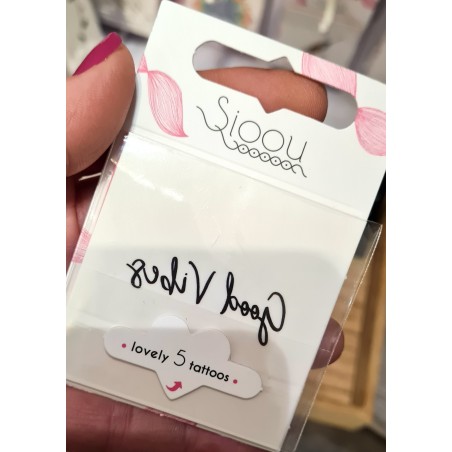 Sioou
Good Vibes
• lovely 5 tattoos •